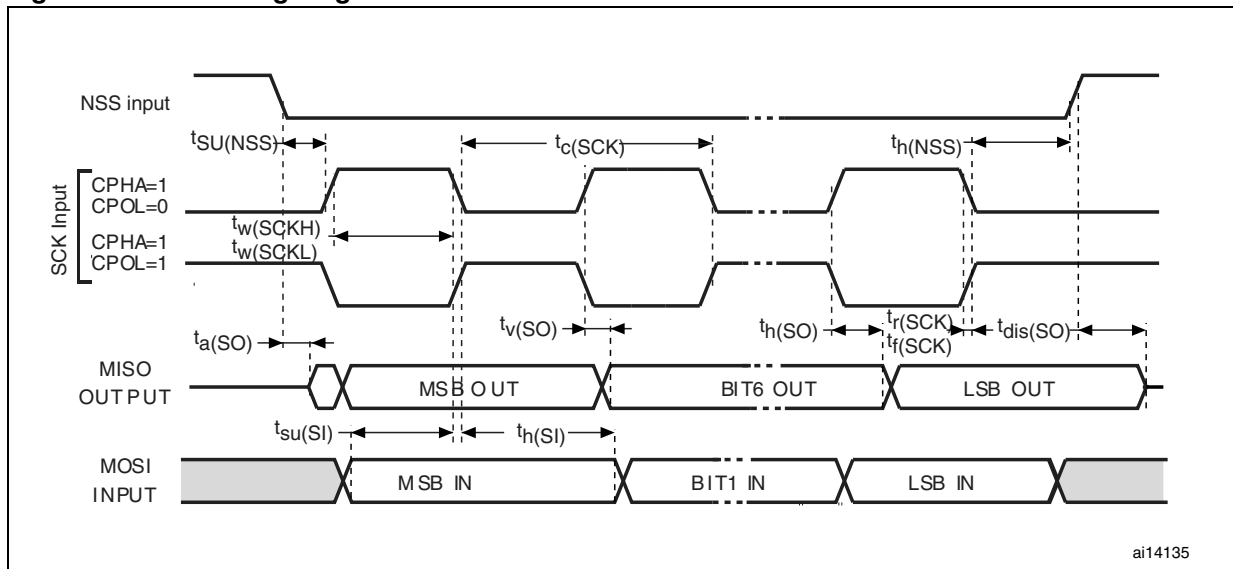 NSS input
tSU(NSS)
tc(SCK)
th(NSS)
SCK Input
CPHA=1
CPOL=0
tw(SCKH)
CPHA=1
tw(SCKL)
CPOL=1
ta(SO)
tv(SO)
th(SO)
tr(SCK)
tf(SCK)
tdis(SO)
MISO
OUTPUT
MSB OUT
BIT6 OUT
LSB OUT
tsu(SI)
th(SI)
MOSI
INPUT
MSB IN
BIT1 IN
LSB IN
ai14135